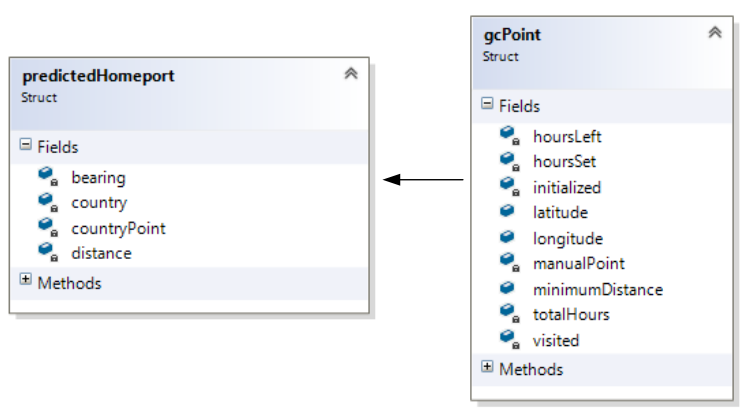 predictedHomeport
Struct
Fields
bearing
country
countryPoint
distance
Methods
gcPoint
Struct
Fields
hoursLeft
hoursSet
initialized
latitude
longitude
manualPoint
minimumDistance
totalHours
visited
Methods